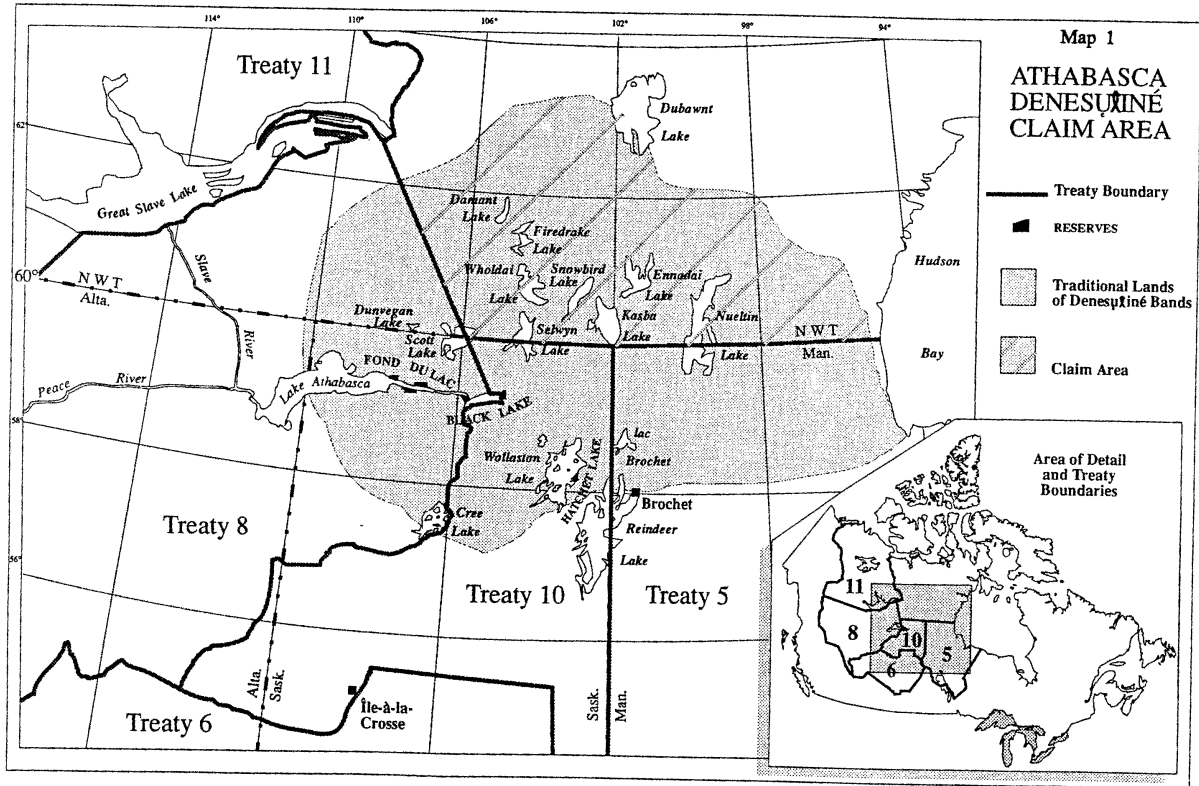 114°
110°
106°
102°
98°
94°
Map 1
ATHABASCA
DENESŲŁINÉ
CLAIM AREA
Treaty Boundary
RESERVES
Traditional Lands
of Denesųłiné Bands
Claim Area
Treaty 11
62°
Great Slave Lake
Slave
River
60°
NWT
Alta.
Peace River
58°
Lake
Athabasca
FOND DU LAC
BLACK LAKE
Dubawnt
Lake
Damant
Lake
Firedrake
Lake
Wholdai
Lake
Snowbird
Lake
Ennadai
Lake
Dunvegan
Lake
Scott
Lake
Selwyn
Lake
Kasba
Lake
Nueltin
Lake
NWT
Man.
Hudson
Bay
Wollaston
Lake
HATCHET LAKE
lac
Brochet
Brochet
Reindeer
Lake
Cree
Lake
Treaty 8
56°
Treaty 10
Treaty 5
Alta.
Sask.
Sask.
Man.
Île-à-la-
Crosse
Treaty 6
Area of Detail
and Treaty
Boundaries
11
8
10
5
6